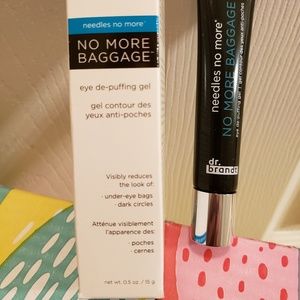 needles no more
NO MORE
BAGGAGE
eye de-puffing gel
gel contour des
yeux anti-poches
Visibly reduces
the look of:
· under-eye bags
· dark circles
Atténue visiblement
l'apparence des:
· poches
· cernes
net wt. 0.5 oz. / 15 g
needles no more
NO MORE BAGGAGE
eye de-puffing gel | gel contour des yeux anti-poches
dr.
brandt